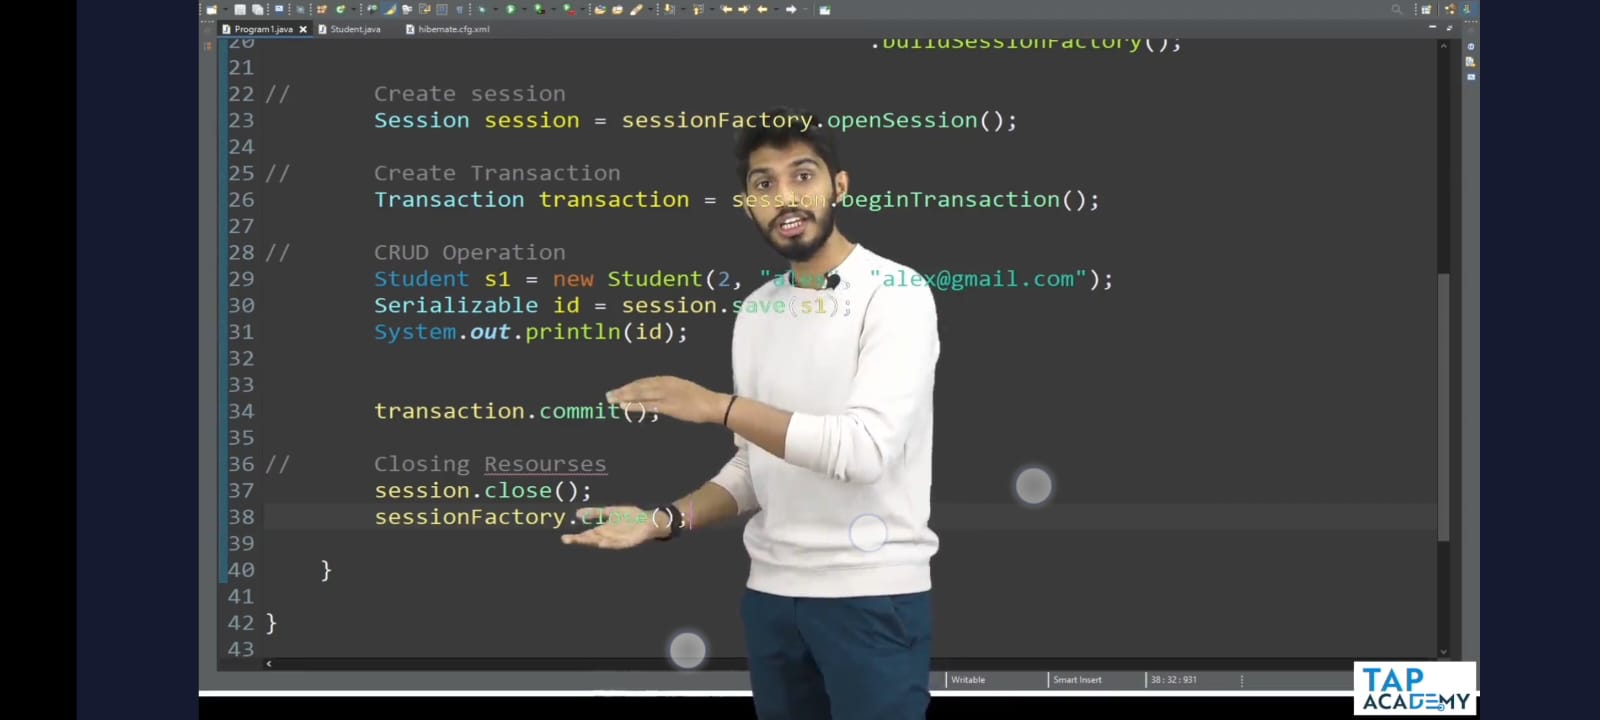 Program1.java Student.java hibernate.cfg.xml
20 .buildSessionFactory();
21
22 // Create session
23 Session session = sessionFactory.openSession();
24
25 // Create Transaction
26 Transaction transaction = session.beginTransaction();
27
28 // CRUD Operation
29 Student s1 = new Student(2, "alex", "alex@gmail.com");
30 Serializable id = session.save(s1);
31 System.out.println(id);
32
33
34 transaction.commit();
35
36 // Closing Resourses
37 session.close();
38 sessionFactory.close();
39
40 }
41
42 }
43
Writable Smart Insert 38 : 32 : 931
TAP
ACADEMY